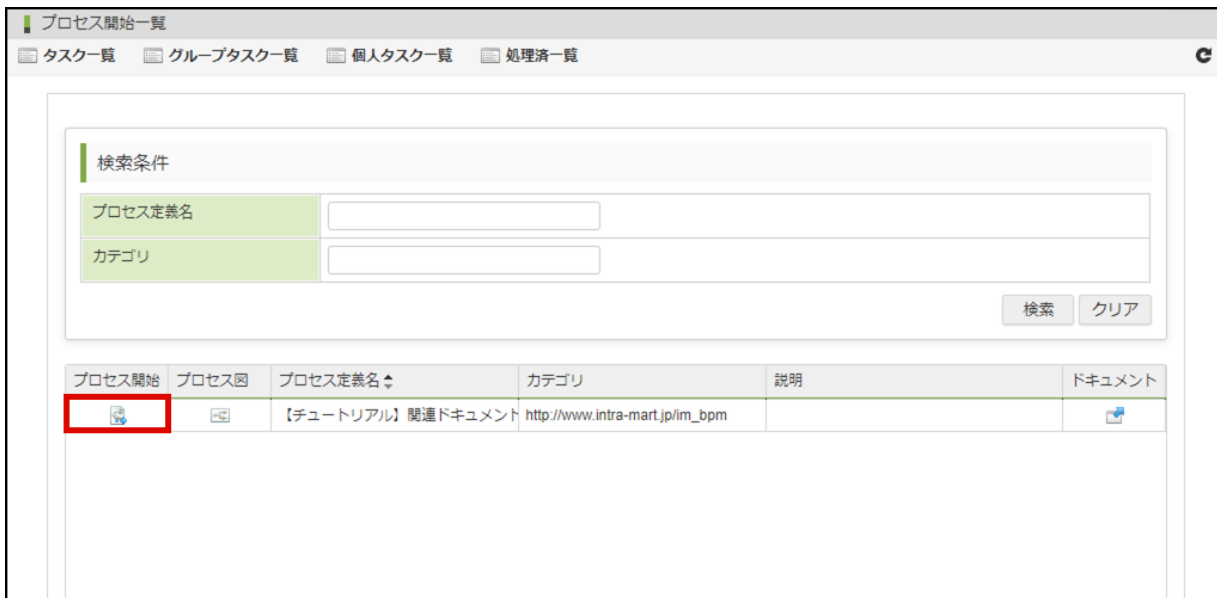 プロセス開始一覧
タスク一覧 グループタスク一覧 個人タスク一覧 処理済一覧
検索条件
プロセス定義名
カテゴリ
検索 クリア
プロセス開始 プロセス図 プロセス定義名 カテゴリ 説明 ドキュメント
【チュートリアル】関連ドキュメント http://www.intra-mart.jp/im_bpm